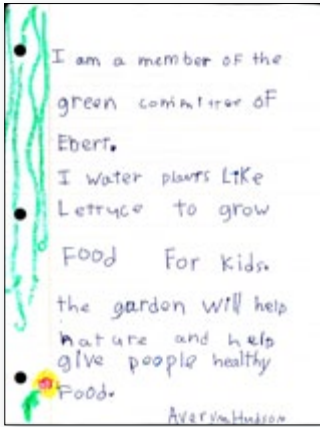 I am a member of the
green committee of
Ebert.
I water plants Like
Lettuce to grow
Food For Kids.
the garden will help
nature and help
give people healthy
Food.
Avery Hudson